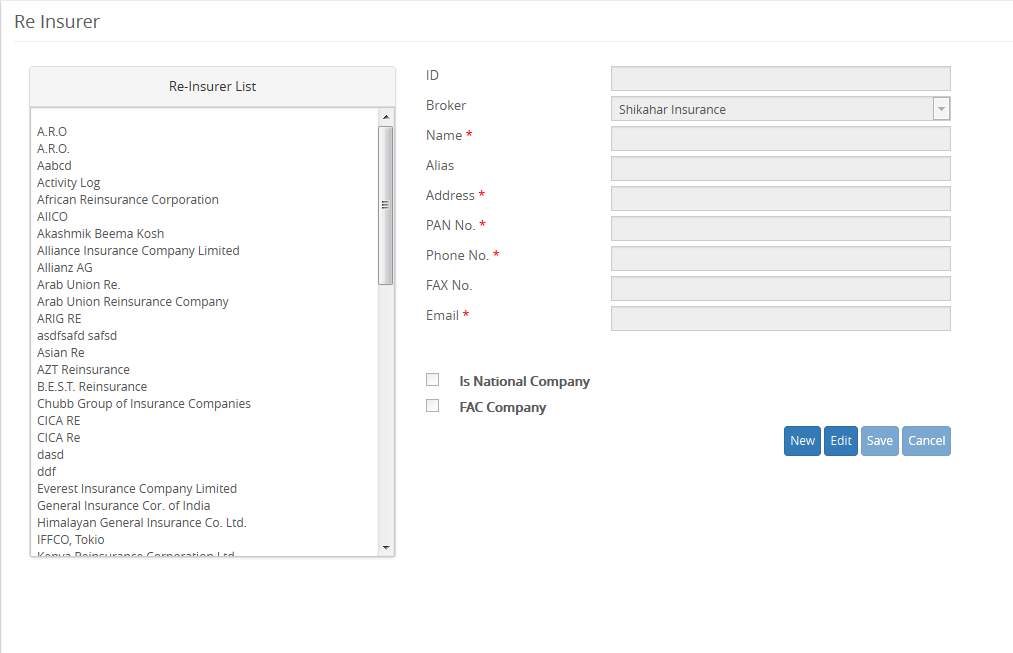 Re Insurer
Re-Insurer List
A.R.O
A.R.O.
Aabcd
Activity Log
African Reinsurance Corporation
AIICO
Akashmik Beema Kosh
Alliance Insurance Company Limited
Allianz AG
Arab Union Re.
Arab Union Reinsurance Company
ARIG RE
asdfsafd safsd
Asian Re
AZT Reinsurance
B.E.S.T. Reinsurance
Chubb Group of Insurance Companies
CICA RE
CICA Re
dasd
ddf
Everest Insurance Company Limited
General Insurance Cor. of India
Himalayan General Insurance Co. Ltd.
IFFCO, Tokio
Kenya Reinsurance Corporation Ltd
ID
Broker Shikahar Insurance
Name *
Alias
Address *
PAN No. *
Phone No. *
FAX No.
Email *
Is National Company
FAC Company
New Edit Save Cancel